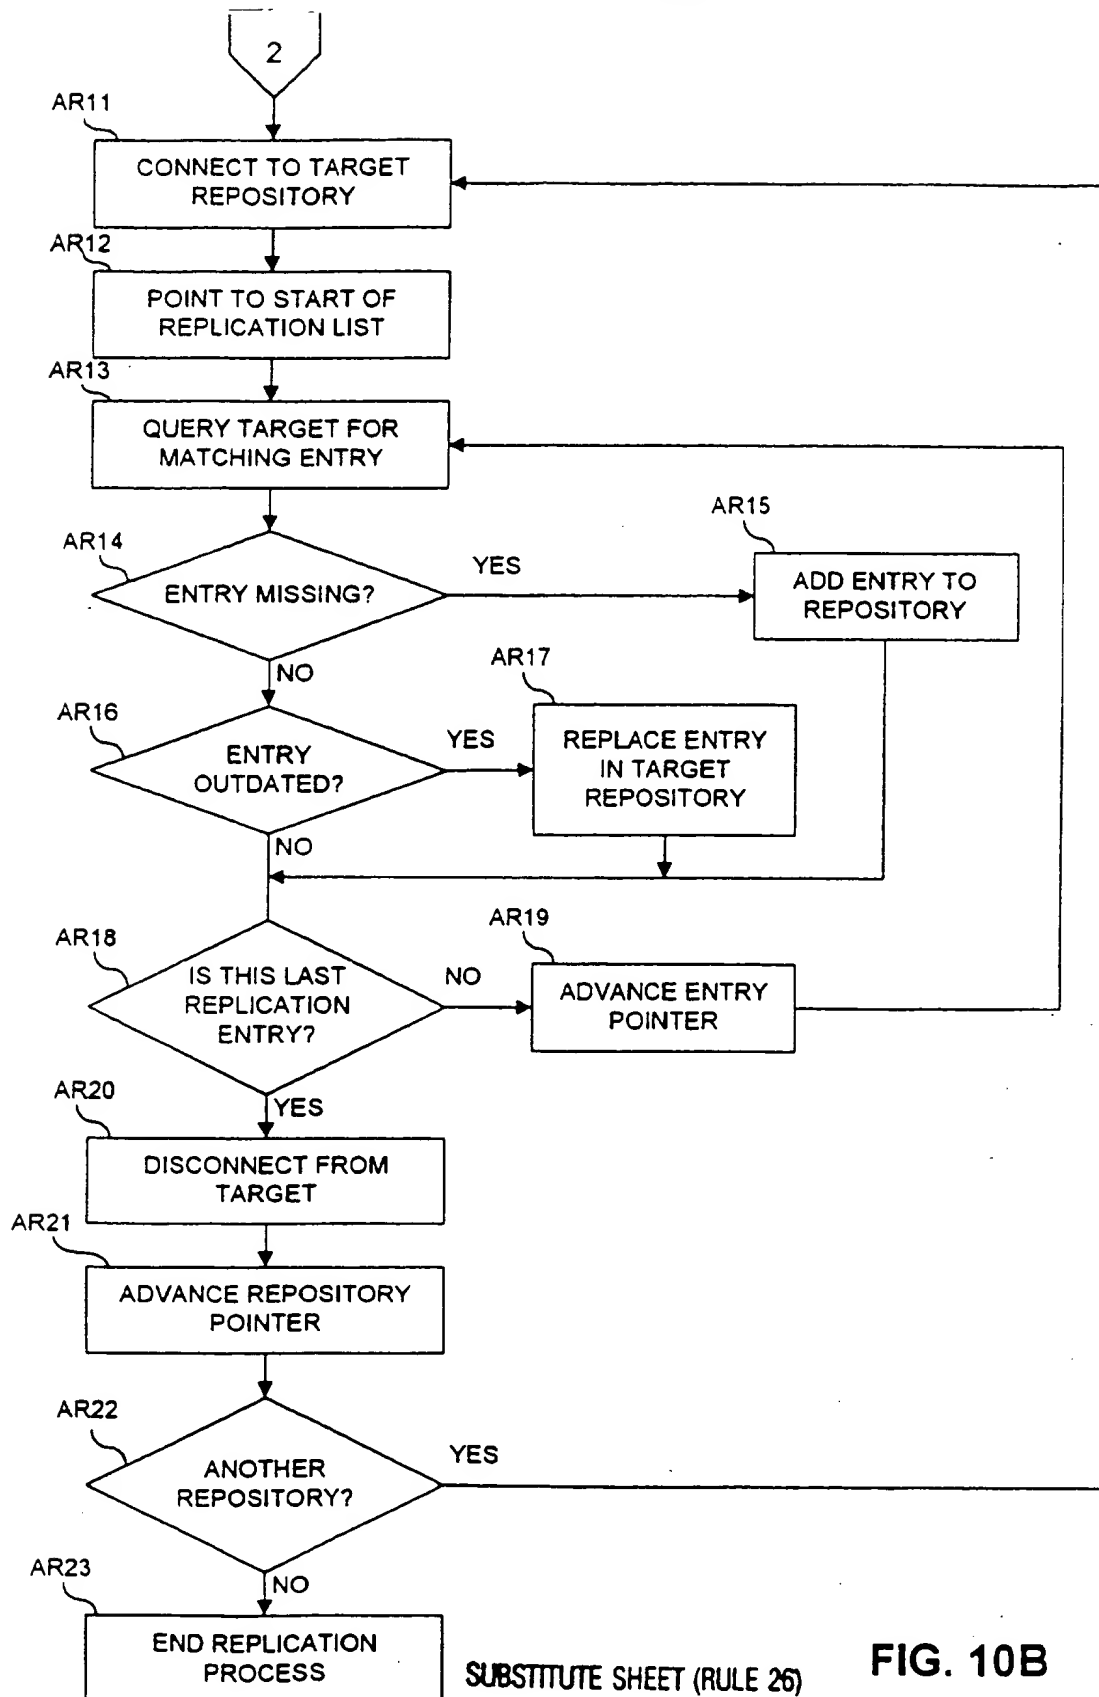 2
AR11
CONNECT TO TARGET
REPOSITORY
AR12
POINT TO START OF
REPLICATION LIST
AR13
QUERY TARGET FOR
MATCHING ENTRY
AR14
ENTRY MISSING?
YES
AR15
ADD ENTRY TO
REPOSITORY
NO
AR16
ENTRY
OUTDATED?
YES
AR17
REPLACE ENTRY
IN TARGET
REPOSITORY
NO
AR18
IS THIS LAST
REPLICATION
ENTRY?
NO
AR19
ADVANCE ENTRY
POINTER
YES
AR20
DISCONNECT FROM
TARGET
AR21
ADVANCE REPOSITORY
POINTER
AR22
ANOTHER
REPOSITORY?
YES
NO
AR23
END REPLICATION
PROCESS
SUBSTITUTE SHEET (RULE 26)
FIG. 10B